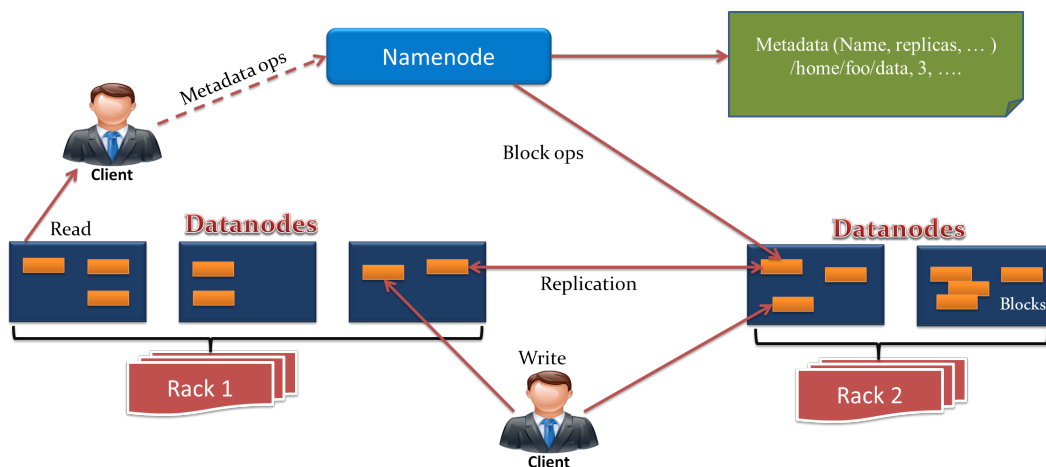 Namenode
Metadata (Name, replicas, … )
/home/foo/data, 3, ….
Metadata ops
Client
Block ops
Read
Datanodes
Datanodes
Replication
Blocks
Write
Rack 1
Rack 2
Client